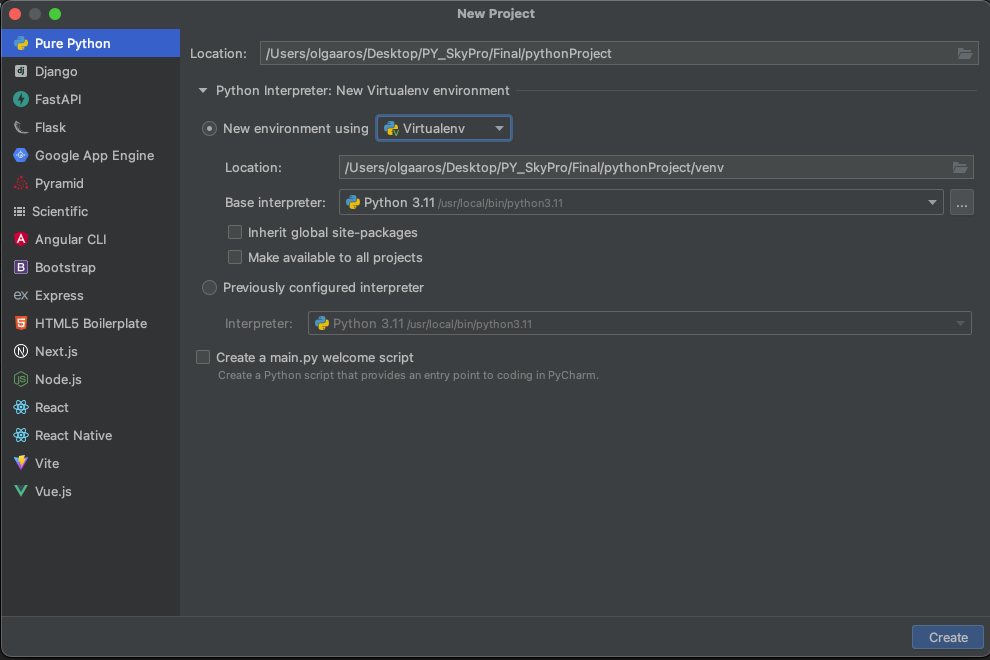 New Project
Pure Python
Django
FastAPI
Flask
Google App Engine
Pyramid
Scientific
Angular CLI
Bootstrap
Express
HTML5 Boilerplate
Next.js
Node.js
React
React Native
Vite
Vue.js
Location: /Users/olgaaros/Desktop/PY_SkyPro/Final/pythonProject
Python Interpreter: New Virtualenv environment
New environment using Virtualenv
Location: /Users/olgaaros/Desktop/PY_SkyPro/Final/pythonProject/venv
Base interpreter: Python 3.11 /usr/local/bin/python3.11 ...
Inherit global site-packages
Make available to all projects
Previously configured interpreter
Interpreter: Python 3.11 /usr/local/bin/python3.11
Create a main.py welcome script
Create a Python script that provides an entry point to coding in PyCharm.
Create